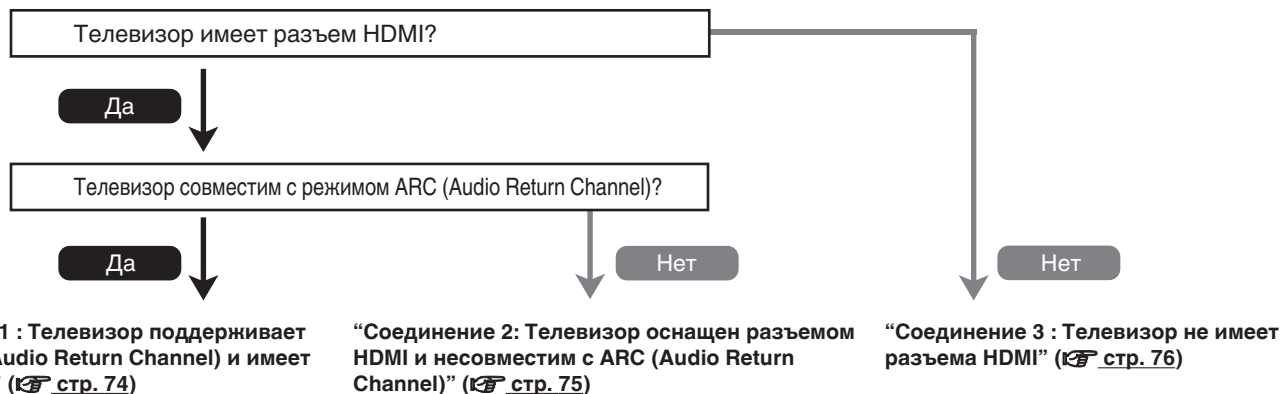 Телевизор имеет разъем HDMI?
Да
Телевизор совместим с режимом ARC (Audio Return Channel)?
Да
Нет
Нет
1 : Телевизор поддерживает
Audio Return Channel) и имеет
” (☞ стр. 74)
“Соединение 2: Телевизор оснащен разъемом
HDMI и несовместим с ARC (Audio Return
Channel)” (☞ стр. 75)
“Соединение 3 : Телевизор не имеет
разъема HDMI” (☞ стр. 76)